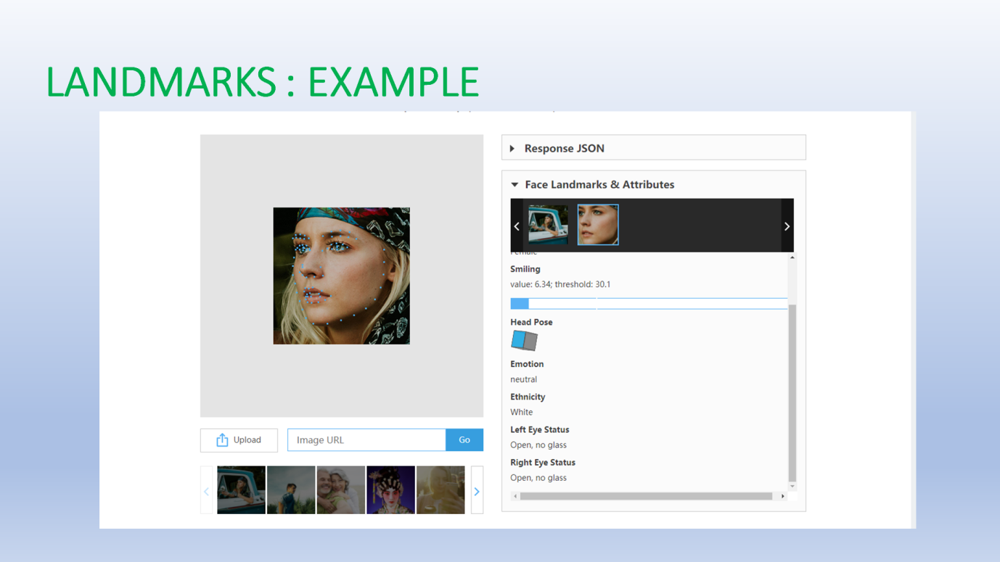 LANDMARKS : EXAMPLE
Response JSON
Face Landmarks & Attributes
Smiling
value: 6.34; threshold: 30.1
Head Pose
Emotion
neutral
Ethnicity
White
Left Eye Status
Open, no glass
Right Eye Status
Open, no glass
Upload
Image URL
Go